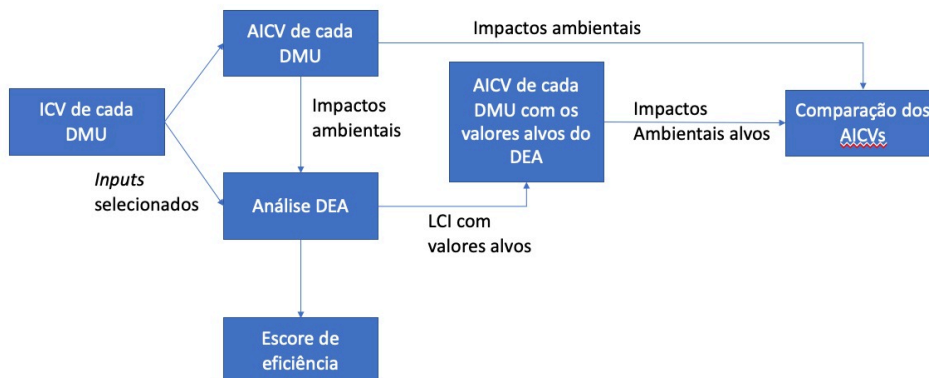 AICV de cada
DMU
Impactos ambientais
ICV de cada
DMU
Impactos
ambientais
AICV de cada
DMU com os
valores alvos do
DEA
Impactos
Ambientais alvos
Comparação dos
AICVs
Inputs
selecionados
Análise DEA
LCI com
valores alvos
Escore de
eficiência